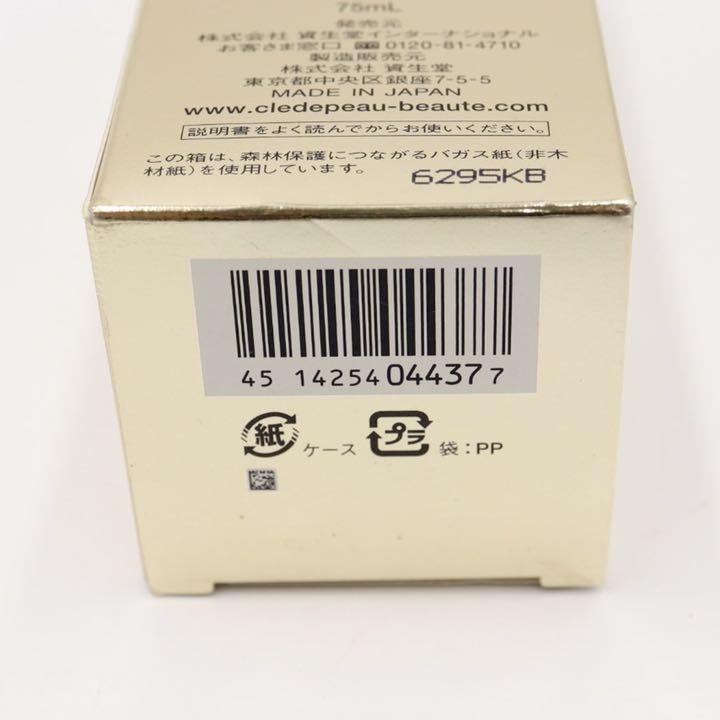 75mL
発売元
株式会社 資生堂インターナショナル
お客さま窓口 0120-81-4710
製造販売元
株式会社 資生堂
東京都中央区銀座7-5-5
MADE IN JAPAN
www.cledepeau-beaute.com
説明書をよく読んでからお使いください。
この箱は、森林保護につながるバガス紙(非木
材紙)を使用しています。 6295KB
45 14254 04437 7
紙 ケース プラ 袋:PP